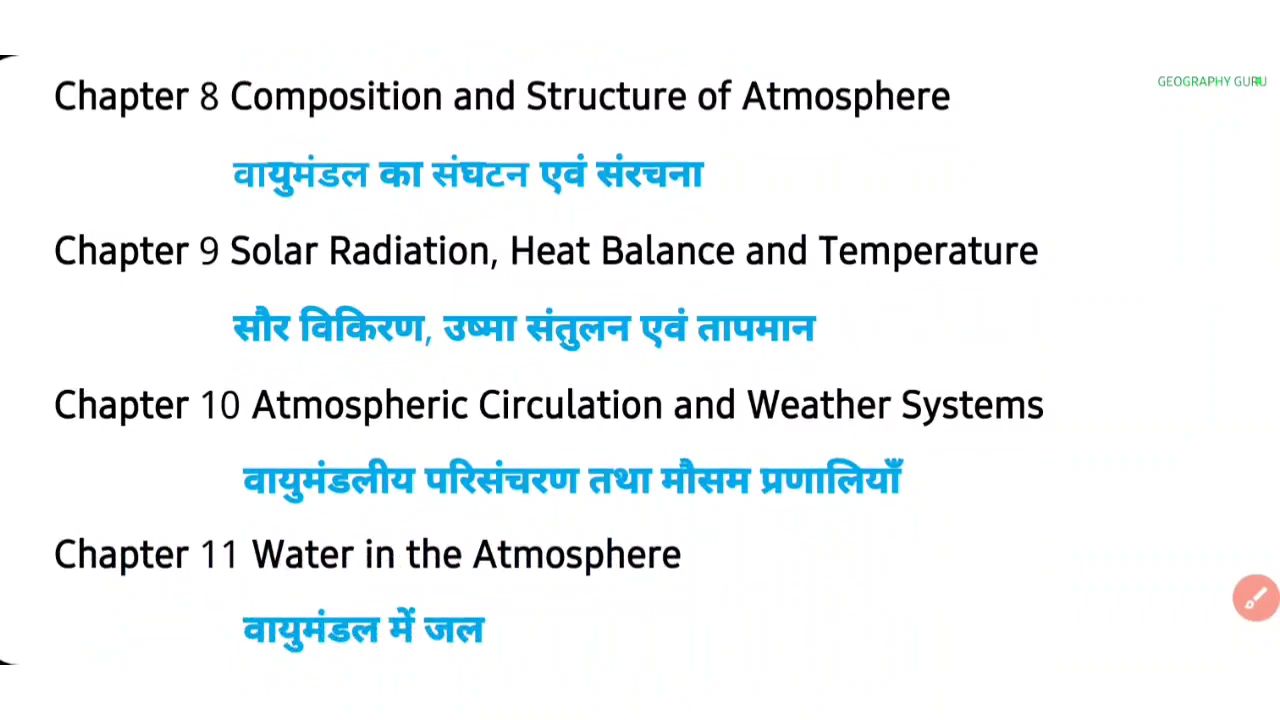 Chapter 8 Composition and Structure of Atmosphere
GEOGRAPHY GURU
वायुमंडल का संघटन एवं संरचना
Chapter 9 Solar Radiation, Heat Balance and Temperature
सौर विकिरण, उष्मा संतुलन एवं तापमान
Chapter 10 Atmospheric Circulation and Weather Systems
वायुमंडलीय परिसंचरण तथा मौसम प्रणालियाँ
Chapter 11 Water in the Atmosphere
वायुमंडल में जल